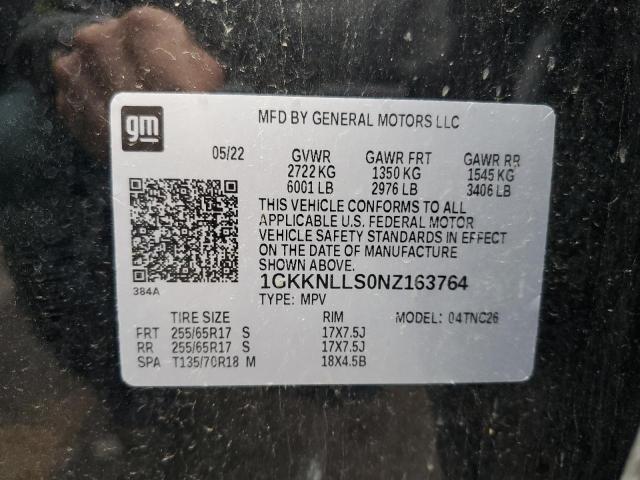 gm
MFD BY GENERAL MOTORS LLC
05/22 GVWR GAWR FRT GAWR RR
2722 KG 1350 KG 1545 KG
6001 LB 2976 LB 3406 LB
THIS VEHICLE CONFORMS TO ALL
APPLICABLE U.S. FEDERAL MOTOR
VEHICLE SAFETY STANDARDS IN EFFECT
ON THE DATE OF MANUFACTURE
SHOWN ABOVE.
384A 1GKKNLLS0NZ163764
TYPE: MPV
TIRE SIZE RIM MODEL: 04TNC26
FRT 255/65R17 S 17X7.5J
RR 255/65R17 S 17X7.5J
SPA T135/70R18 M 18X4.5B